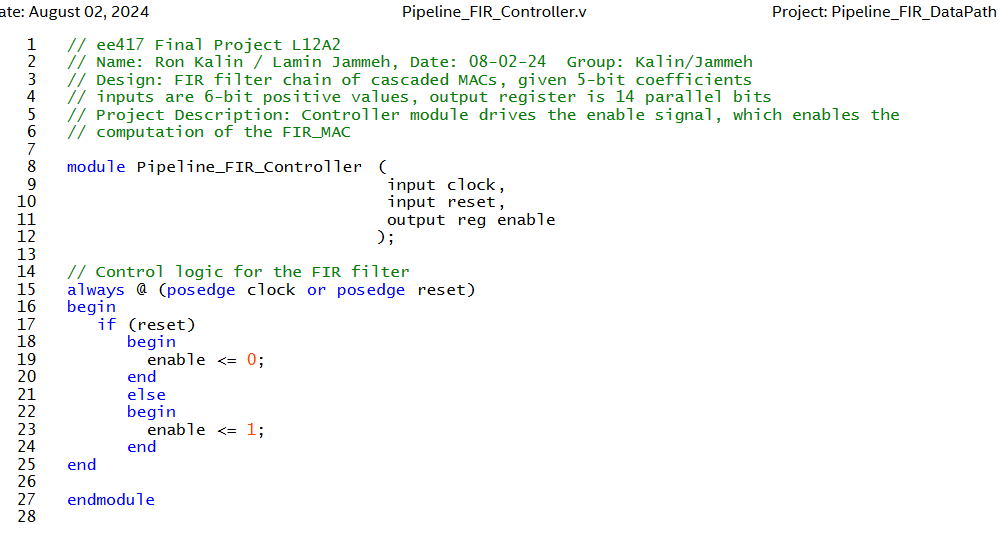 ate: August 02, 2024 Pipeline_FIR_Controller.v Project: Pipeline_FIR_DataPath
1 // ee417 Final Project L12A2
2 // Name: Ron Kalin / Lamin Jammeh, Date: 08-02-24  Group: Kalin/Jammeh
3 // Design: FIR filter chain of cascaded MACs, given 5-bit coefficients
4 // inputs are 6-bit positive values, output register is 14 parallel bits
5 // Project Description: Controller module drives the enable signal, which enables the
6 // computation of the FIR_MAC
7
8 module Pipeline_FIR_Controller (
9 input clock,
10 input reset,
11 output reg enable
12 );
13
14 // Control logic for the FIR filter
15 always @ (posedge clock or posedge reset)
16 begin
17 if (reset)
18 begin
19 enable <= 0;
20 end
21 else
22 begin
23 enable <= 1;
24 end
25 end
26
27 endmodule
28